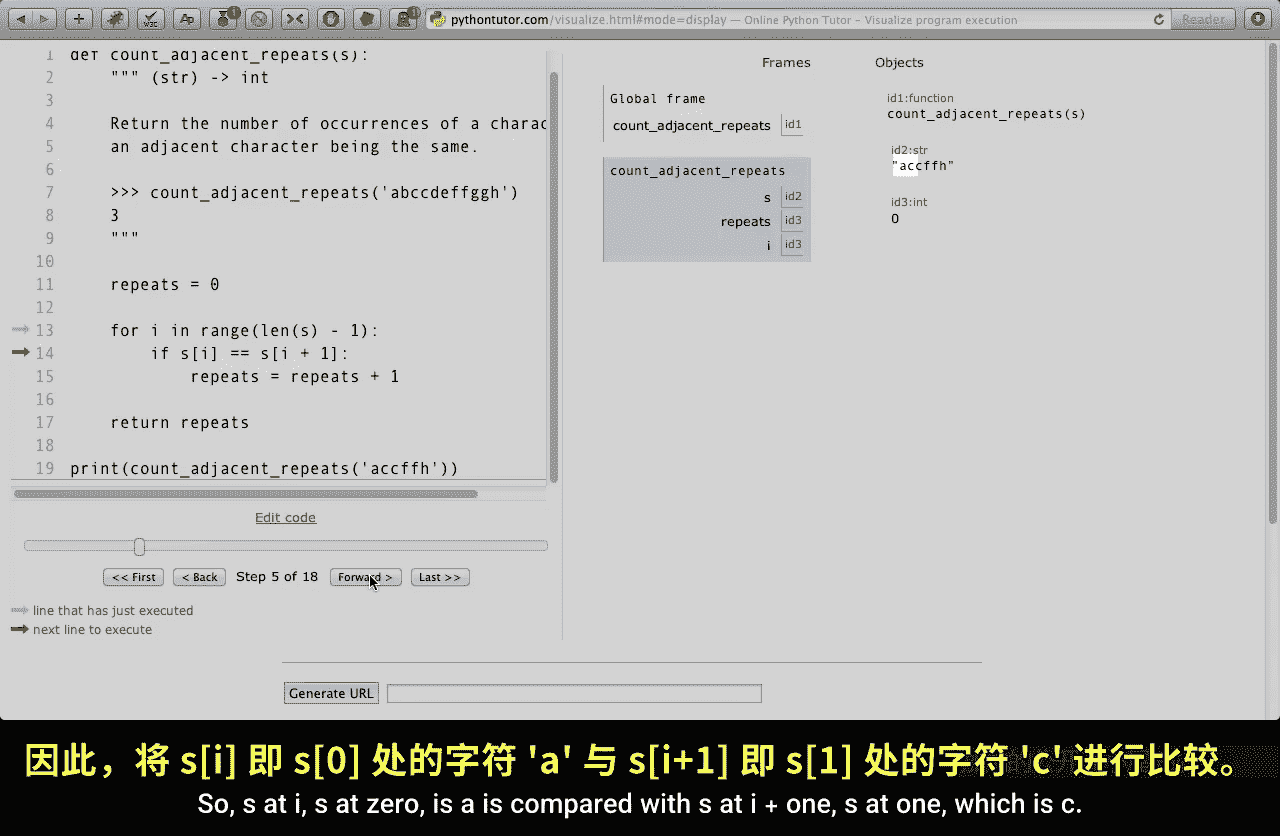 pythontutor.com/visualize.html#mode=display — Online Python Tutor – Visualize program execution
Reader
W3C
Ap
1
1
1 def count_adjacent_repeats(s):
2 """ (str) -> int
3
4 Return the number of occurrences of a charac
5 an adjacent character being the same.
6
7 >>> count_adjacent_repeats('abccdeffggh')
8 3
9 """
10
11 repeats = 0
12
13 for i in range(len(s) - 1):
14 if s[i] == s[i + 1]:
15 repeats = repeats + 1
16
17 return repeats
18
19 print(count_adjacent_repeats('accffh'))
Edit code
<< First
< Back
Step 5 of 18
Forward >
Last >>
line that has just executed
next line to execute
Frames
Objects
Global frame
count_adjacent_repeats id1
count_adjacent_repeats
s id2
repeats id3
i id3
id1:function
count_adjacent_repeats(s)
id2:str
"accffh"
id3:int
0
Generate URL
因此，将 s[i] 即 s[0] 处的字符 'a' 与 s[i+1] 即 s[1] 处的字符 'c' 进行比较。
So, s at i, s at zero, is a is compared with s at i + one, s at one, which is c.